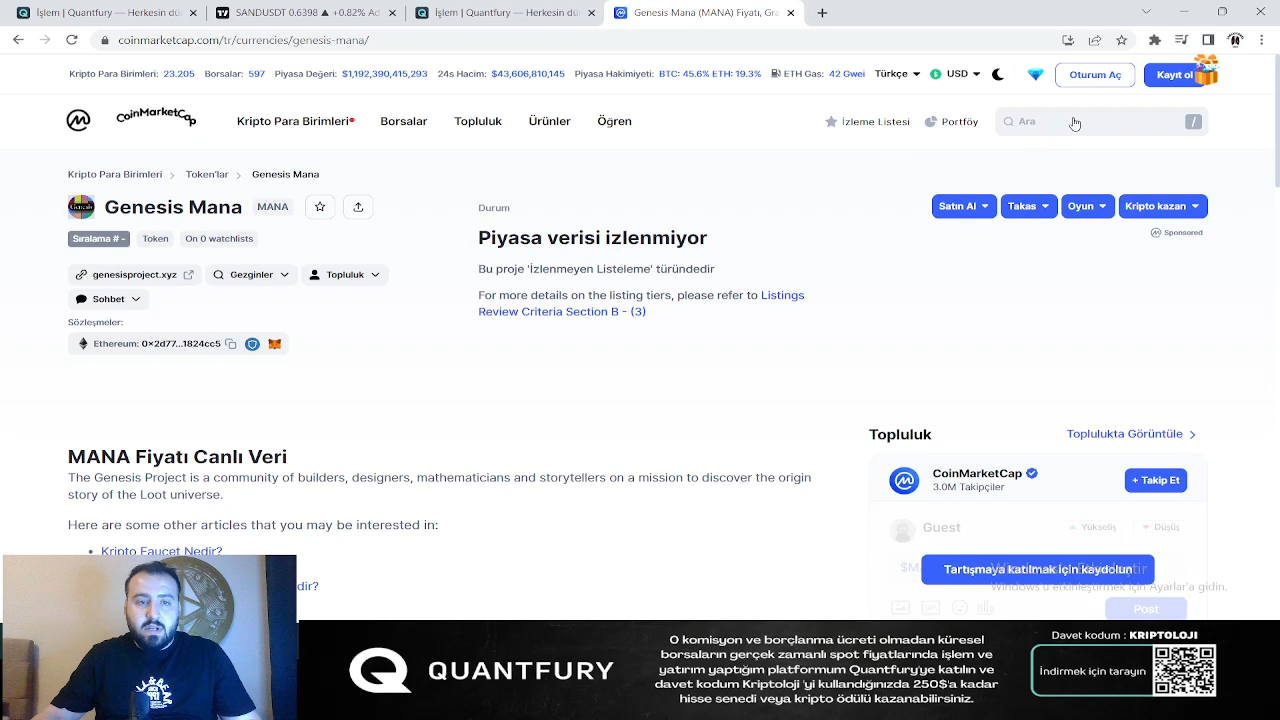 İşlem | Quantfury — Herkesin dü
SANDUSDT 0.6398 ▲ +0.82% Ad
İşlem | Quantfury — Herkesin dü
Genesis Mana (MANA) Fiyatı, Gra
coinmarketcap.com/tr/currencies/genesis-mana/
Kripto Para Birimleri: 23.205 Borsalar: 597 Piyasa Değeri: $1,192,390,415,293 24s Hacim: $43,606,810,145 Piyasa Hakimiyeti: BTC: 45.6% ETH: 19.3% ETH Gas: 42 Gwei Türkçe USD Oturum Aç Kayıt ol
CoinMarketCap Kripto Para Birimleri Borsalar Topluluk Ürünler Öğren İzleme Listesi Portföy Ara /
Kripto Para Birimleri > Token'lar > Genesis Mana
Genesis Mana MANA
Sıralama # - Token On 0 watchlists
genesisproject.xyz Gezginler Topluluk
Sohbet
Sözleşmeler:
Ethereum: 0x2d77...1824cc5
Durum
Piyasa verisi izlenmiyor
Bu proje 'İzlenmeyen Listeleme' türündedir
For more details on the listing tiers, please refer to Listings
Review Criteria Section B - (3)
Satın Al Takas Oyun Kripto kazan
Sponsored
MANA Fiyatı Canlı Veri
The Genesis Project is a community of builders, designers, mathematicians and storytellers on a mission to discover the origin
story of the Loot universe.
Here are some other articles that you may be interested in:
• Kripto Faucet Nedir?
dir?
Topluluk Toplulukta Görüntüle >
CoinMarketCap
3.0M Takipçiler
+ Takip Et
Guest Yükseliş Düşüş
$M
Tartışmaya katılmak için kaydolun
Windows'u etkinleştirmek için Ayarlar'a gidin.
Post
QUANTFURY
0 komisyon ve borçlanma ücreti olmadan küresel
borsaların gerçek zamanlı spot fiyatlarında işlem ve
yatırım yaptığım platformum Quantfury'ye katılın ve
davet kodum Kriptoloji 'yi kullandığınızda 250$'a kadar
hisse senedi veya kripto ödülü kazanabilirsiniz.
Davet kodum : KRIPTOLOJI
İndirmek için tarayın